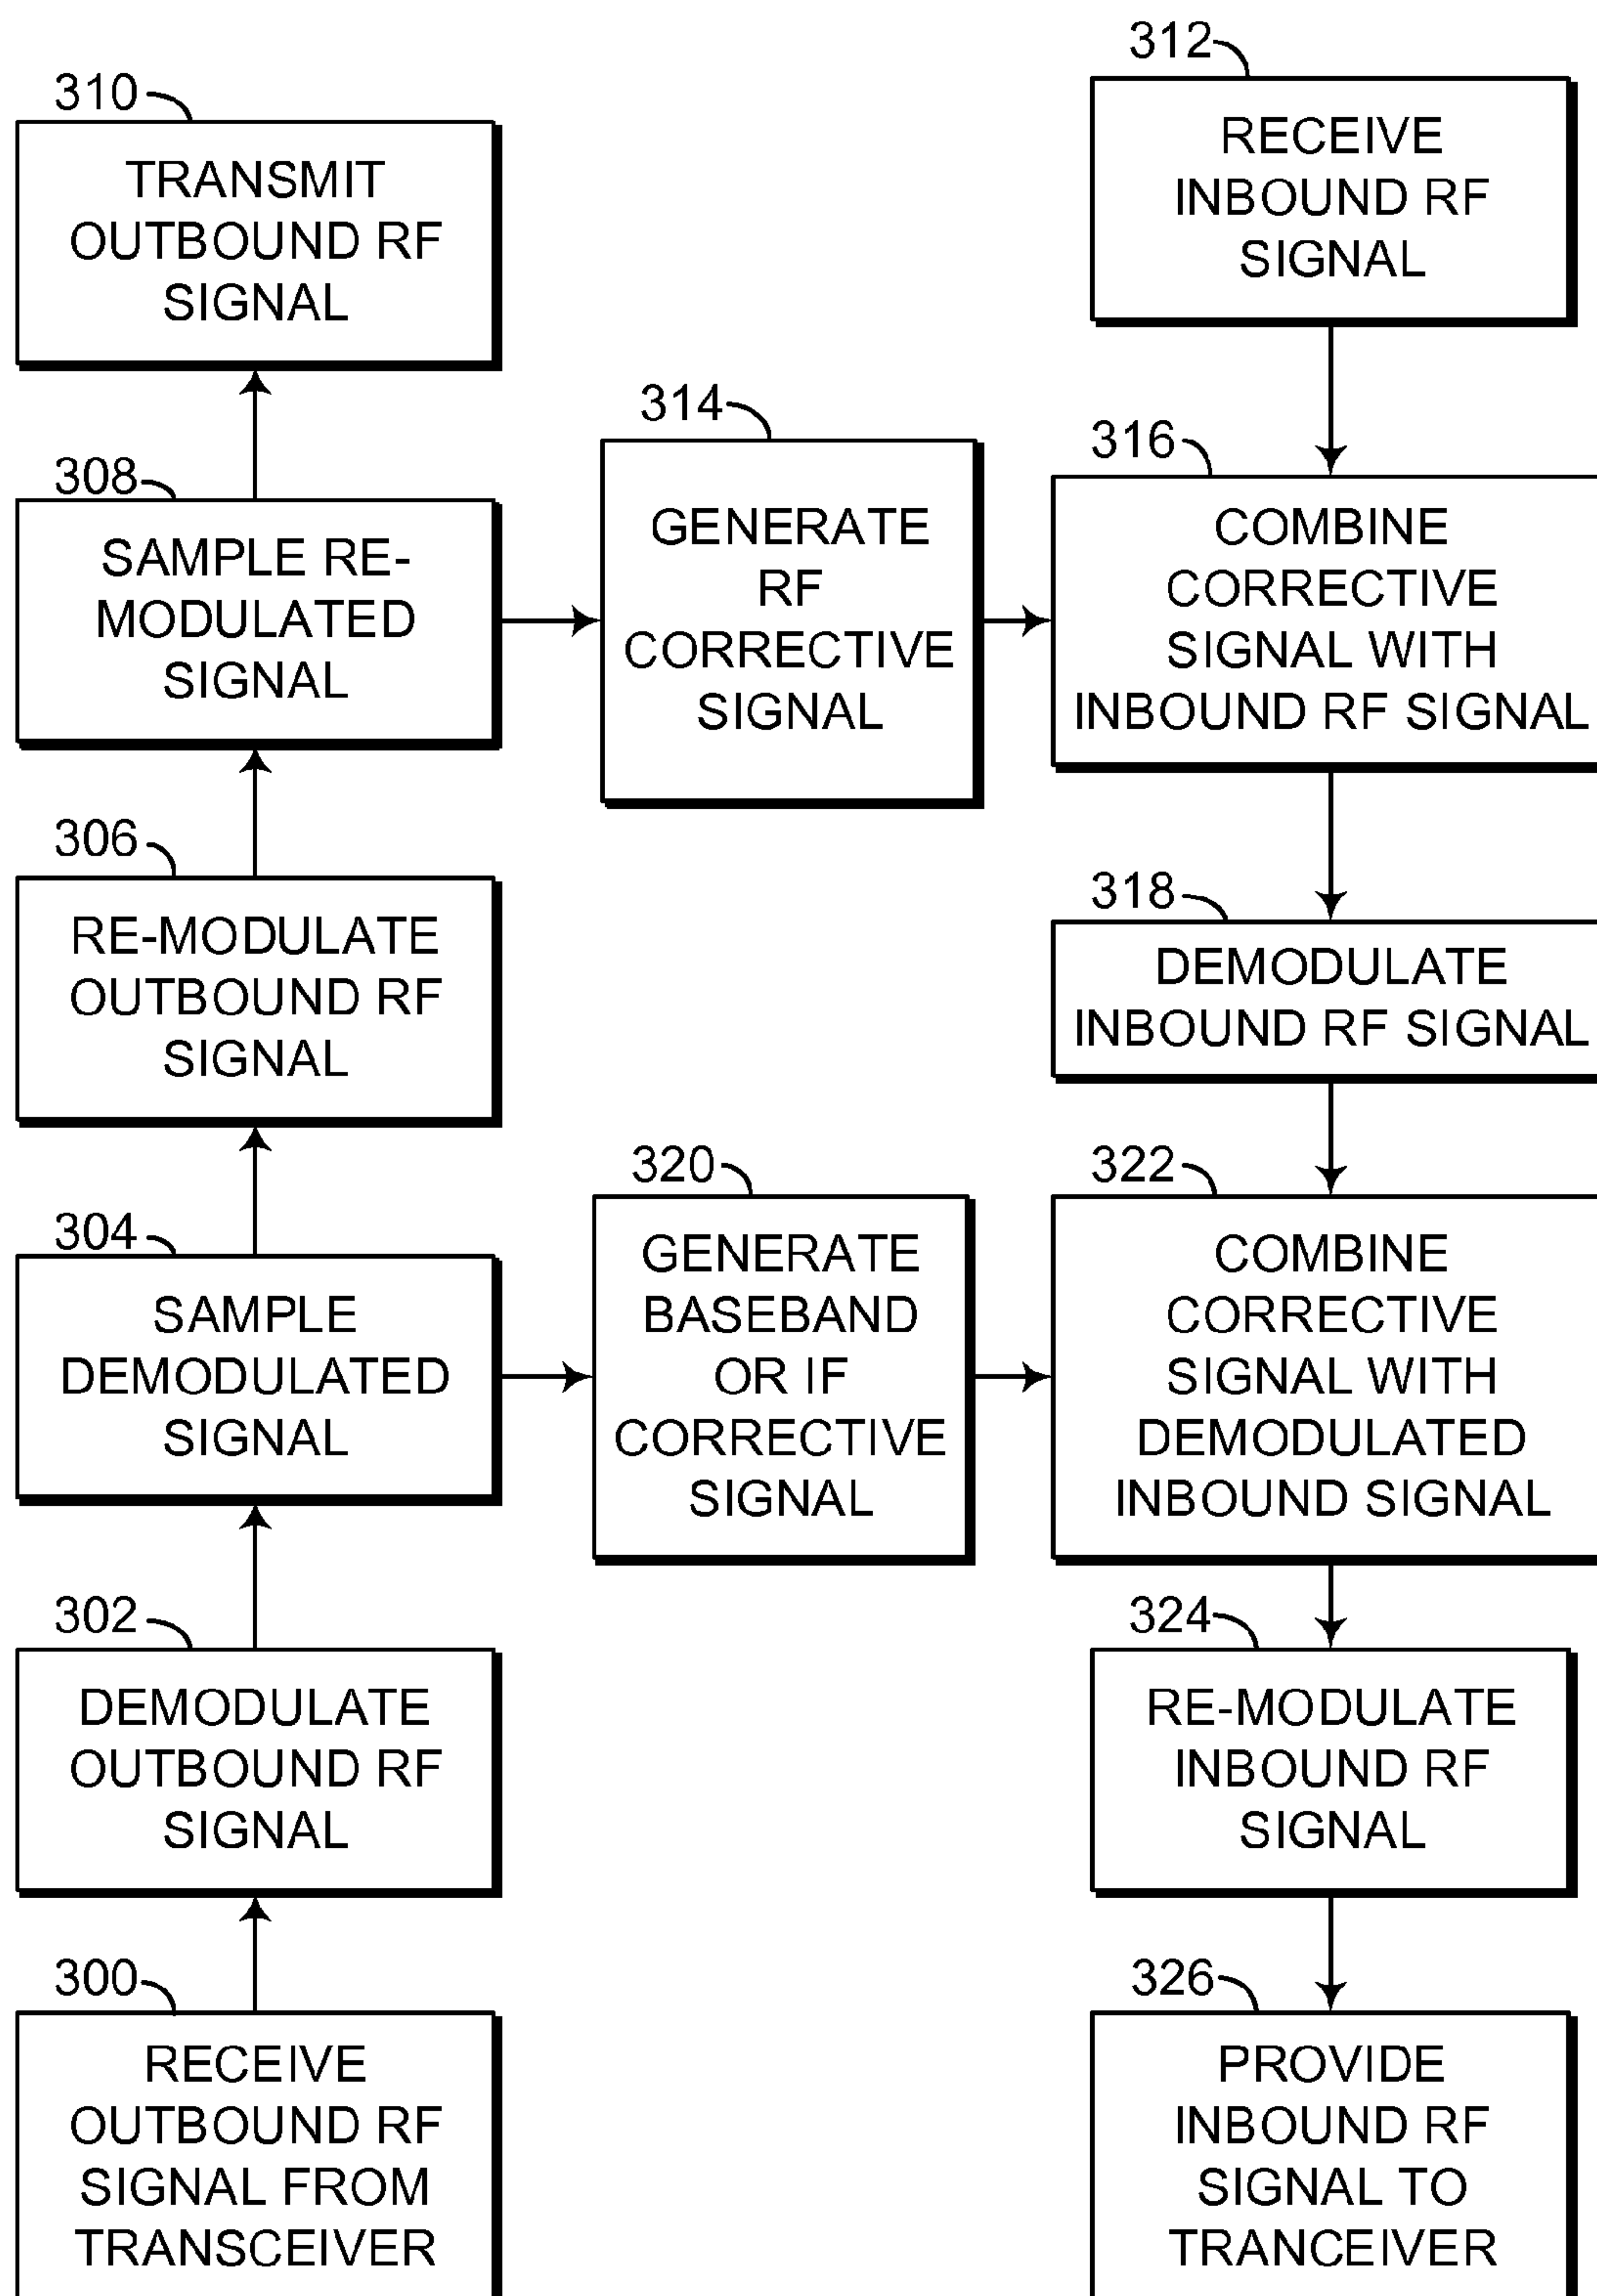 312
RECEIVE
INBOUND RF
SIGNAL
310
TRANSMIT
OUTBOUND RF
SIGNAL
314
GENERATE
RF
CORRECTIVE
SIGNAL
316
COMBINE
CORRECTIVE
SIGNAL WITH
INBOUND RF SIGNAL
308
SAMPLE RE-
MODULATED
SIGNAL
306
RE-MODULATE
OUTBOUND RF
SIGNAL
318
DEMODULATE
INBOUND RF SIGNAL
304
SAMPLE
DEMODULATED
SIGNAL
320
GENERATE
BASEBAND
OR IF
CORRECTIVE
SIGNAL
322
COMBINE
CORRECTIVE
SIGNAL WITH
DEMODULATED
INBOUND SIGNAL
302
DEMODULATE
OUTBOUND RF
SIGNAL
324
RE-MODULATE
INBOUND RF
SIGNAL
300
RECEIVE
OUTBOUND RF
SIGNAL FROM
TRANSCEIVER
326
PROVIDE
INBOUND RF
SIGNAL TO
TRANCEIVER